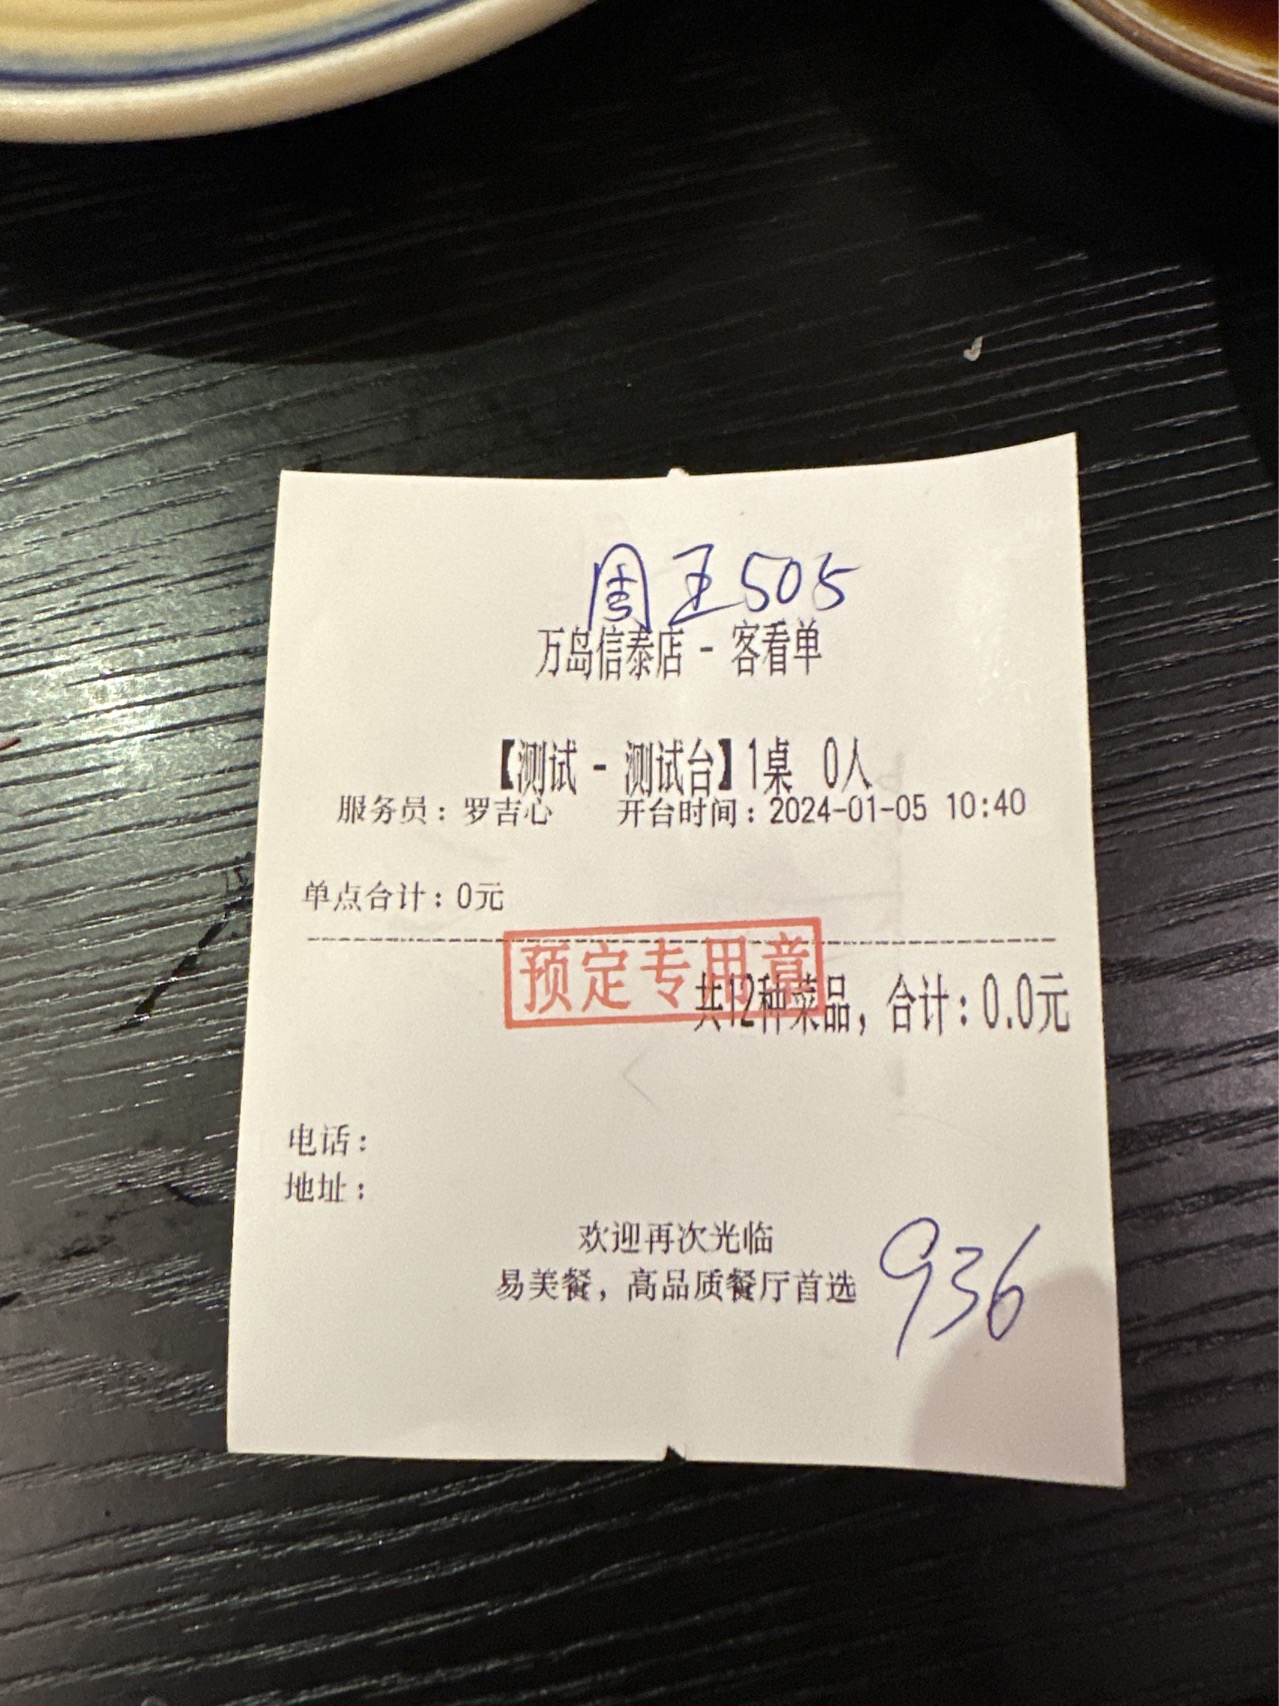 周五505
万岛信泰店 - 客看单
【测试 - 测试台】1桌 0人
服务员：罗吉心 开台时间：2024-01-05 10:40
单点合计：0元
预定专用章
共12种菜品，合计：0.0元
电话：
地址：
欢迎再次光临
易美餐，高品质餐厅首选
936